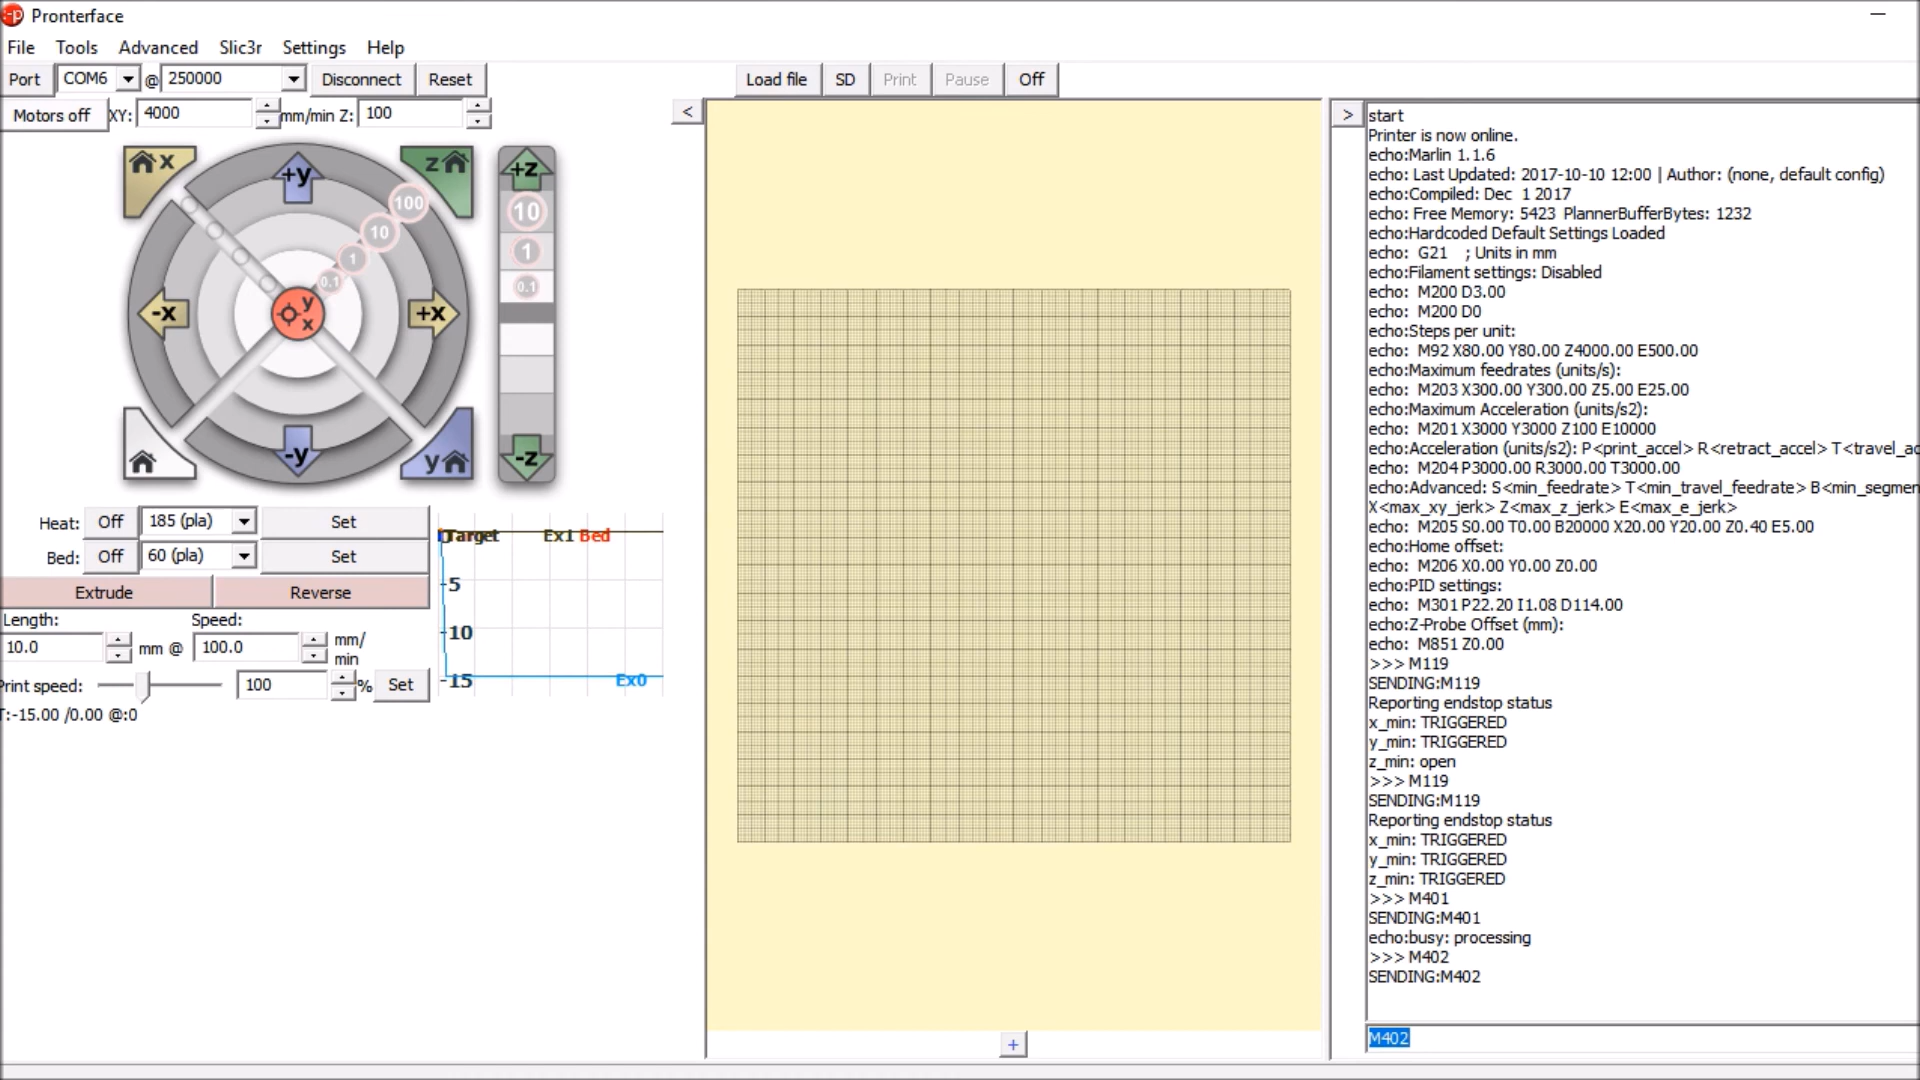 Pronterface
File Tools Advanced Slic3r Settings Help
Port COM6 @ 250000 Disconnect Reset Load file SD Print Pause Off
Motors off XY: 4000 mm/min Z: 100
< >
x +y z +z
100 10 1 0.1
10 1 0.1
-x y x +x
-y y -z
Heat: Off 185 (pla) Set
Bed: Off 60 (pla) Set
Extrude Reverse
Length: Speed:
10.0 mm @ 100.0 mm/
min
Print speed: 100 % Set
T:-15.00 /0.00 @:0
Target Ex1 Bed
-5
-10
-15 Ex0
+
start
Printer is now online.
echo:Marlin 1.1.6
echo: Last Updated: 2017-10-10 12:00 | Author: (none, default config)
echo:Compiled: Dec  1 2017
echo: Free Memory: 5423  PlannerBufferBytes: 1232
echo:Hardcoded Default Settings Loaded
echo:  G21    ; Units in mm
echo:Filament settings: Disabled
echo:  M200 D3.00
echo:  M200 D0
echo:Steps per unit:
echo:  M92 X80.00 Y80.00 Z4000.00 E500.00
echo:Maximum feedrates (units/s):
echo:  M203 X300.00 Y300.00 Z5.00 E25.00
echo:Maximum Acceleration (units/s2):
echo:  M201 X3000 Y3000 Z100 E10000
echo:Acceleration (units/s2): P<print_accel> R<retract_accel> T<travel_ac
echo:  M204 P3000.00 R3000.00 T3000.00
echo:Advanced: S<min_feedrate> T<min_travel_feedrate> B<min_segmen
X<max_xy_jerk> Z<max_z_jerk> E<max_e_jerk>
echo:  M205 S0.00 T0.00 B20000 X20.00 Y20.00 Z0.40 E5.00
echo:Home offset:
echo:  M206 X0.00 Y0.00 Z0.00
echo:PID settings:
echo:  M301 P22.20 I1.08 D114.00
echo:Z-Probe Offset (mm):
echo:  M851 Z0.00
>>> M119
SENDING:M119
Reporting endstop status
x_min: TRIGGERED
y_min: TRIGGERED
z_min: open
>>> M119
SENDING:M119
Reporting endstop status
x_min: TRIGGERED
y_min: TRIGGERED
z_min: TRIGGERED
>>> M401
SENDING:M401
echo:busy: processing
>>> M402
SENDING:M402
M402